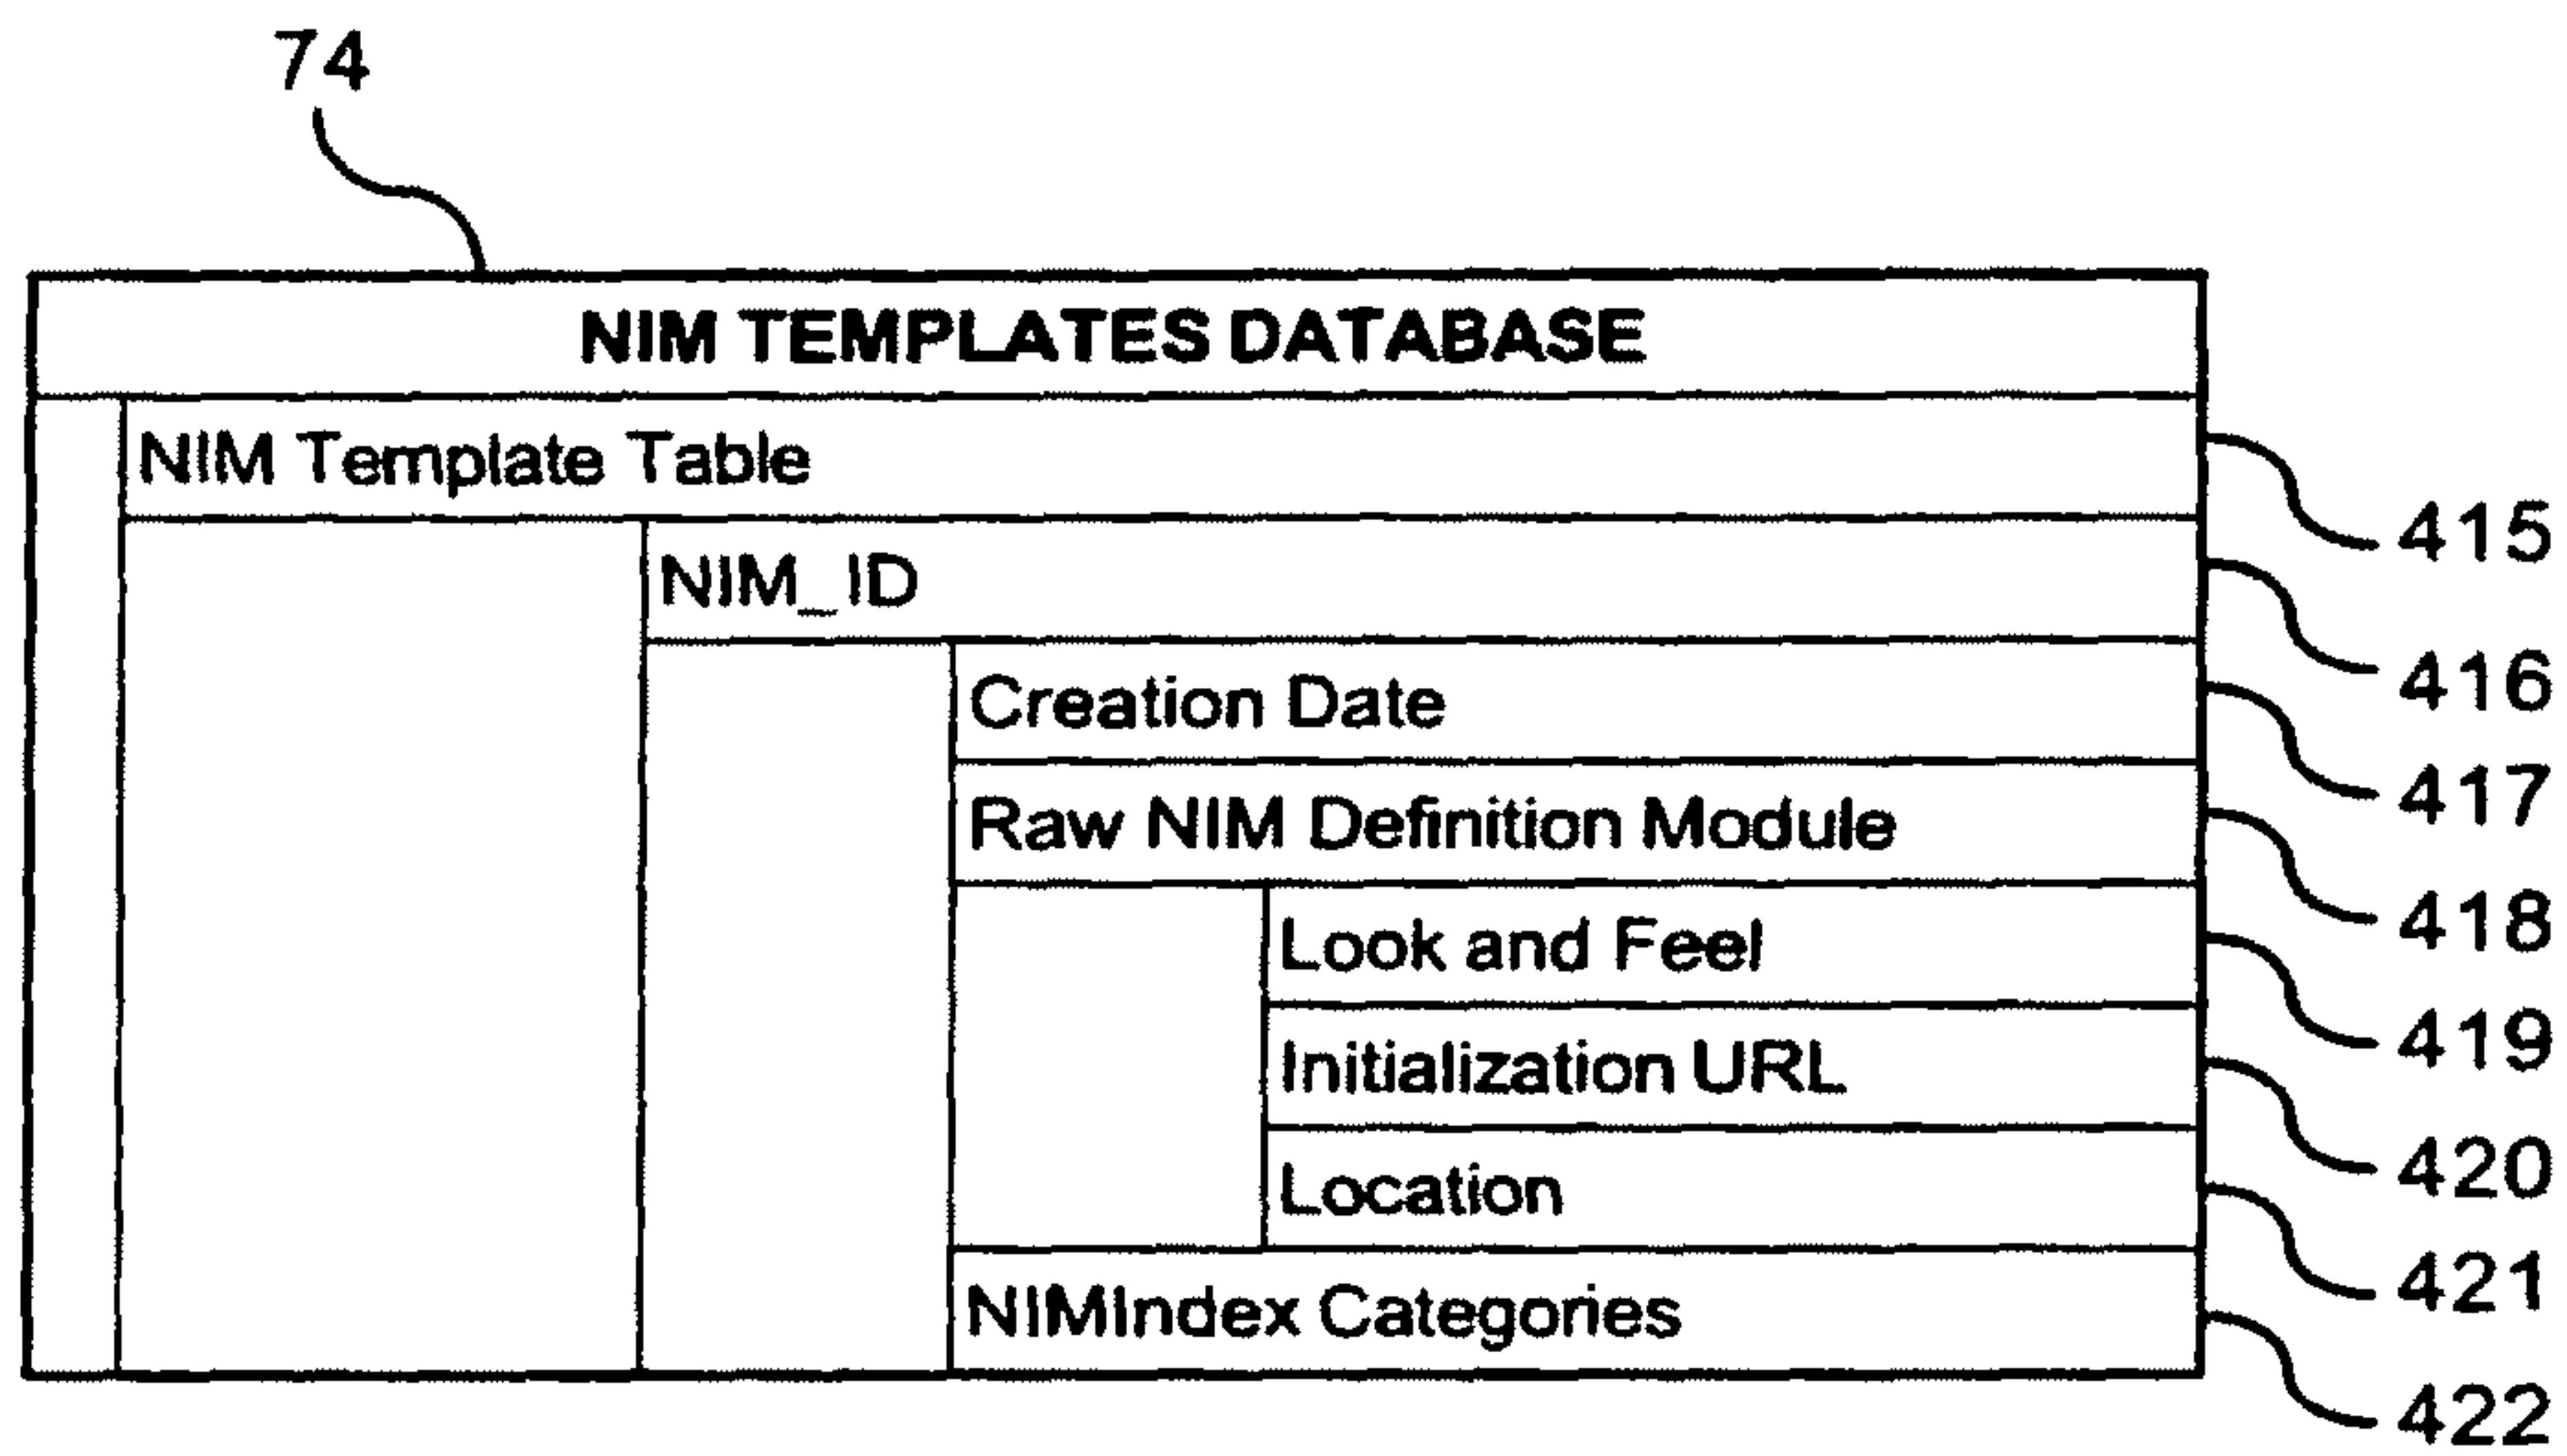 74
NIM TEMPLATES DATABASE
NIM Template Table
415
NIM_ID
416
Creation Date
417
Raw NIM Definition Module
418
Look and Feel
419
Initialization URL
420
Location
421
NIMIndex Categories
422